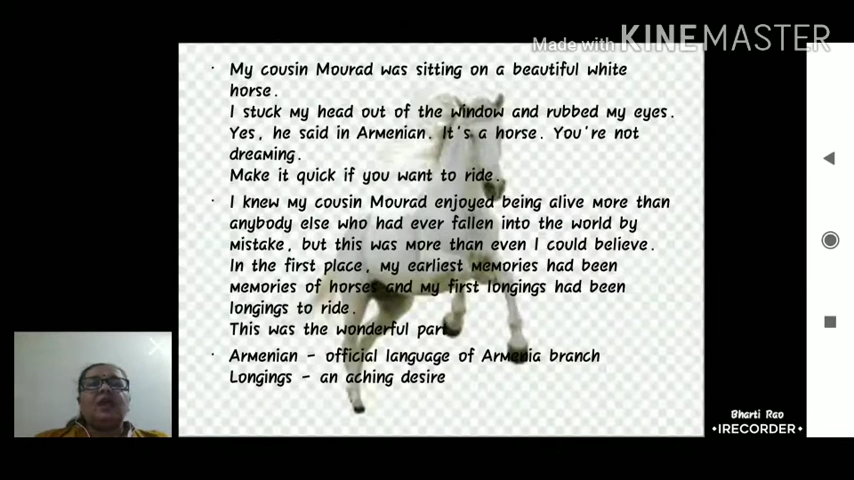 Made with KINEMASTER
· My cousin Mourad was sitting on a beautiful white
horse.
I stuck my head out of the window and rubbed my eyes.
Yes, he said in Armenian. It's a horse. You're not
dreaming.
Make it quick if you want to ride.
· I knew my cousin Mourad enjoyed being alive more than
anybody else who had ever fallen into the world by
mistake, but this was more than even I could believe.
In the first place, my earliest memories had been
memories of horses and my first longings had been
longings to ride.
This was the wonderful part.
· Armenian - official language of Armenia branch
Longings - an aching desire
Bharti Rao
IRECORDER